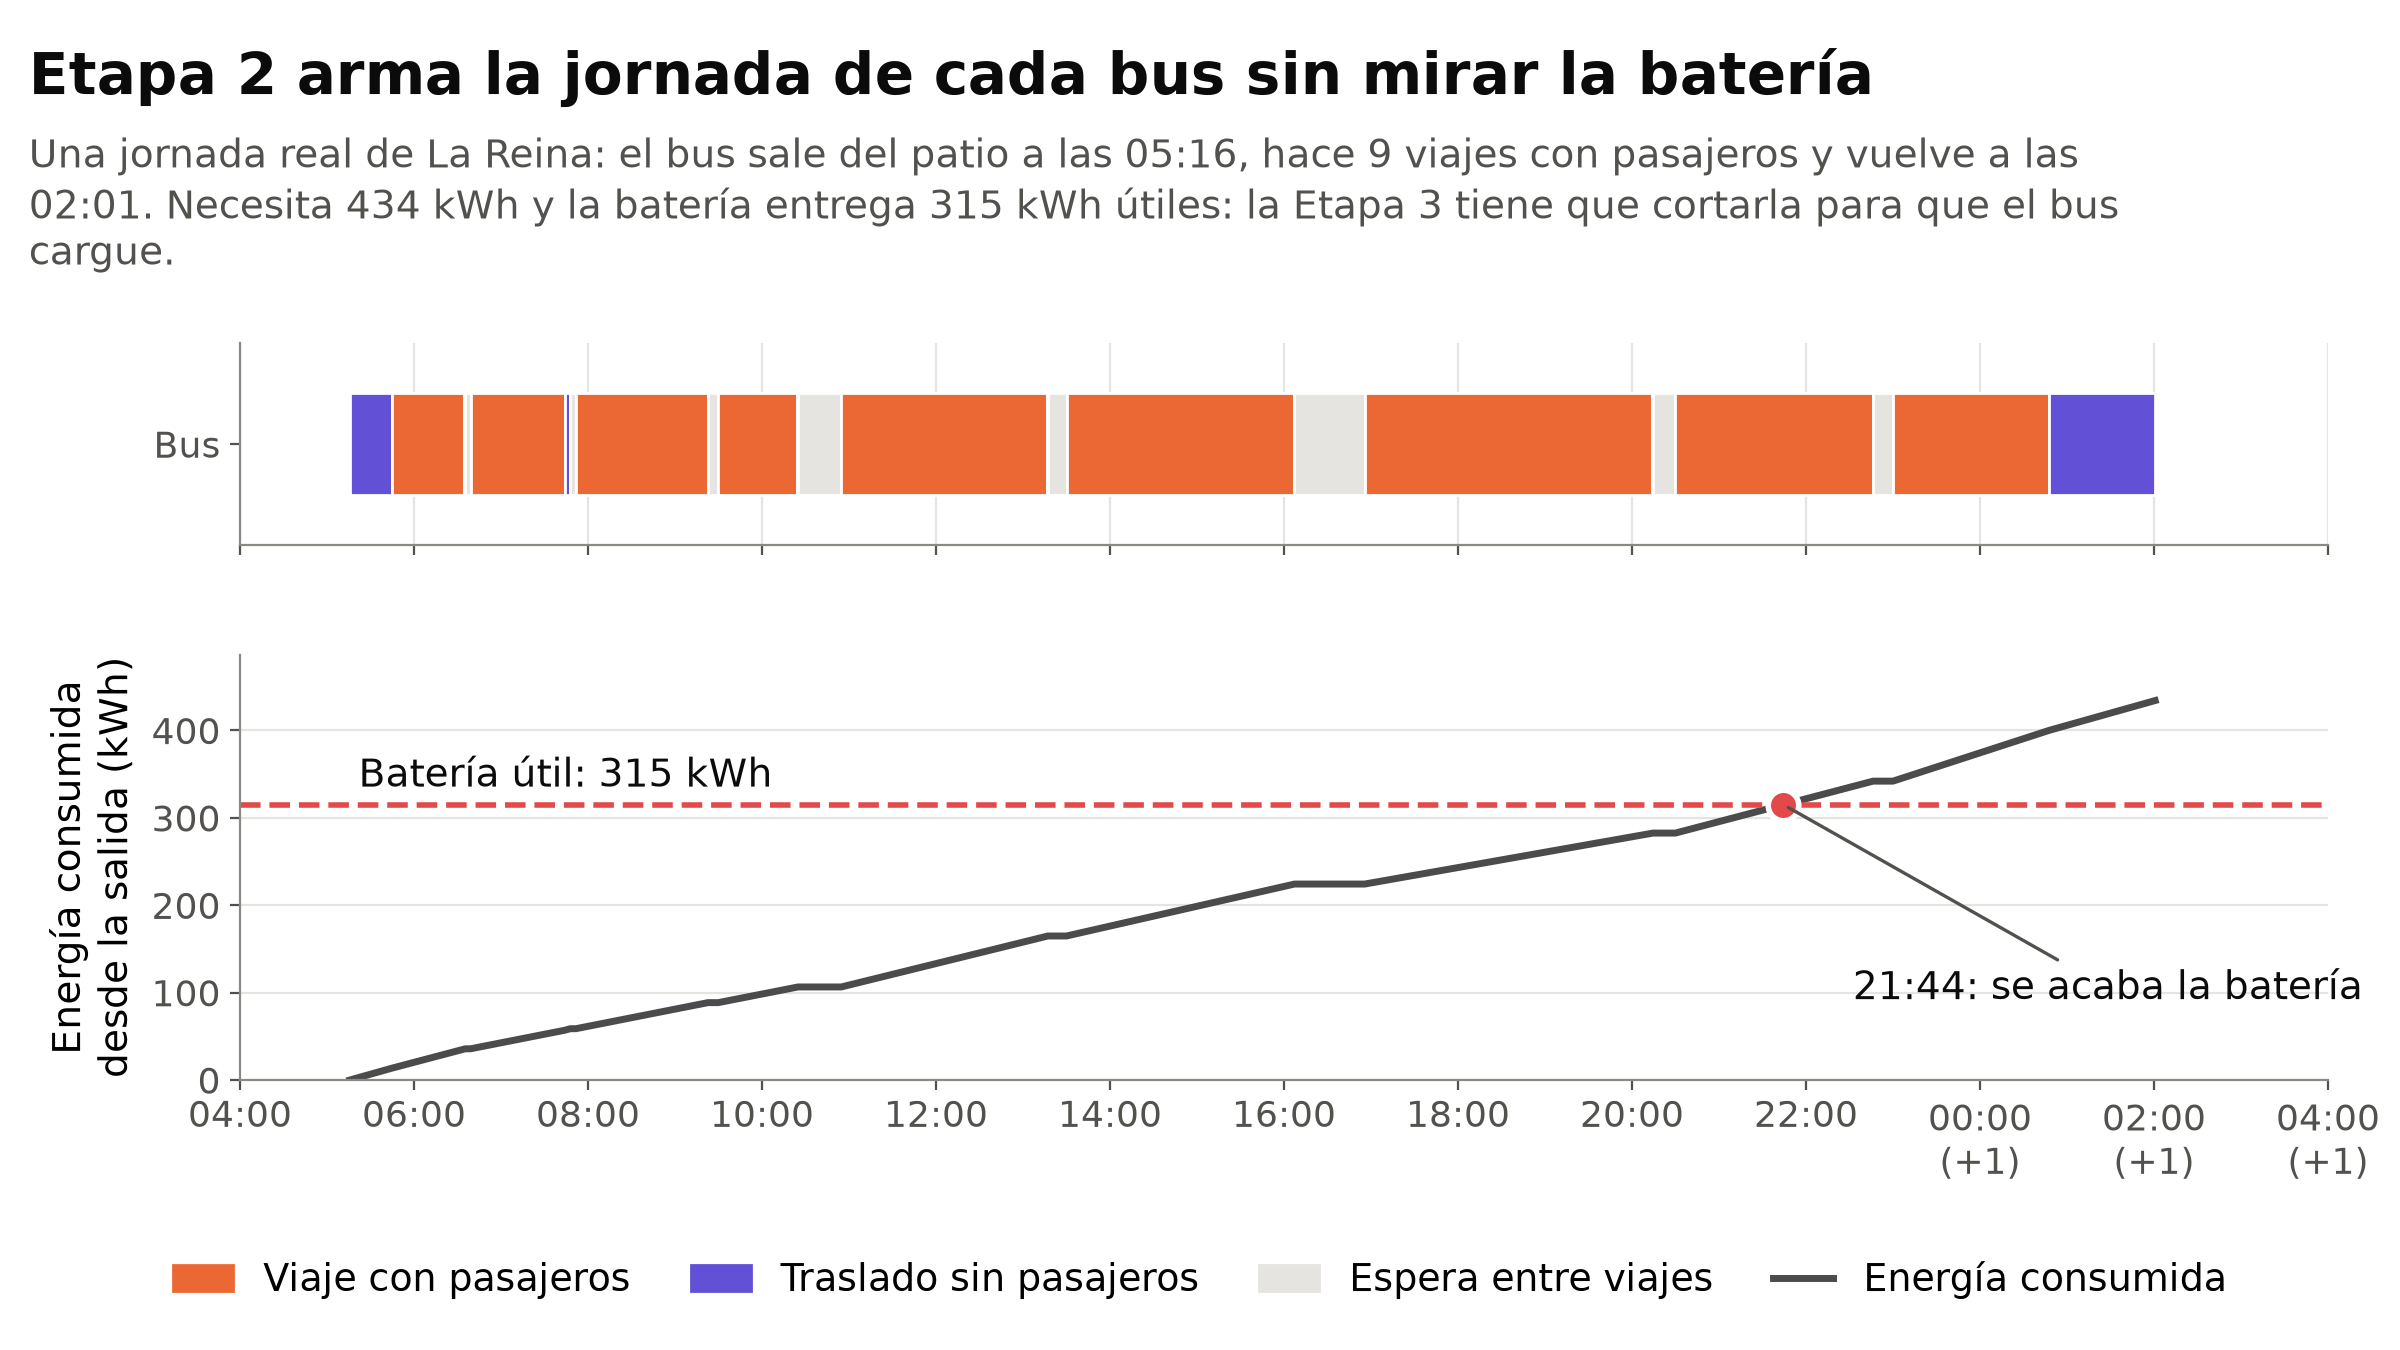 Etapa 2 arma la jornada de cada bus sin mirar la batería
Una jornada real de La Reina: el bus sale del patio a las 05:16, hace 9 viajes con pasajeros y vuelve a las
02:01. Necesita 434 kWh y la batería entrega 315 kWh útiles: la Etapa 3 tiene que cortarla para que el bus
cargue.
Bus
Energía consumida
desde la salida (kWh)
400
300
200
100
0
Batería útil: 315 kWh
21:44: se acaba la batería
04:00 06:00 08:00 10:00 12:00 14:00 16:00 18:00 20:00 22:00 00:00 02:00 04:00
(+1) (+1) (+1)
Viaje con pasajeros Traslado sin pasajeros Espera entre viajes Energía consumida